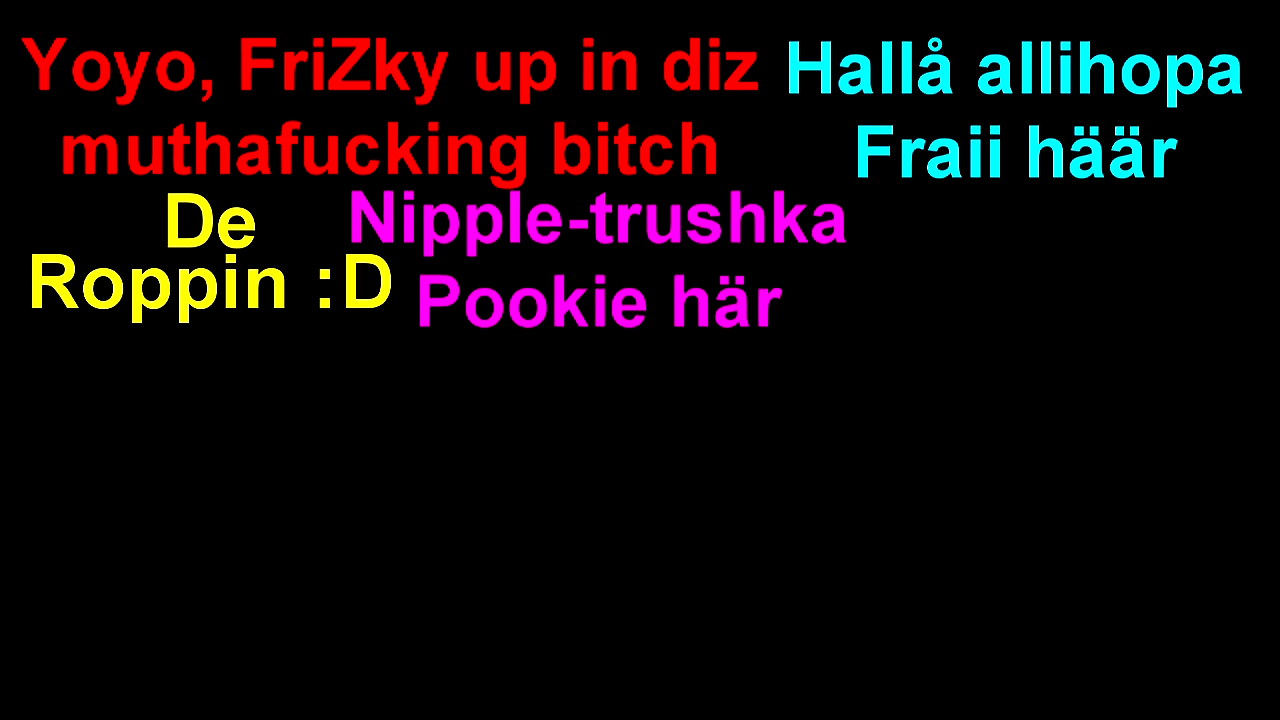 Yoyo, FriZky up in diz
muthafucking bitch
Hallå allihopa
Fraii häär
De
Roppin :D
Nipple-trushka
Pookie här